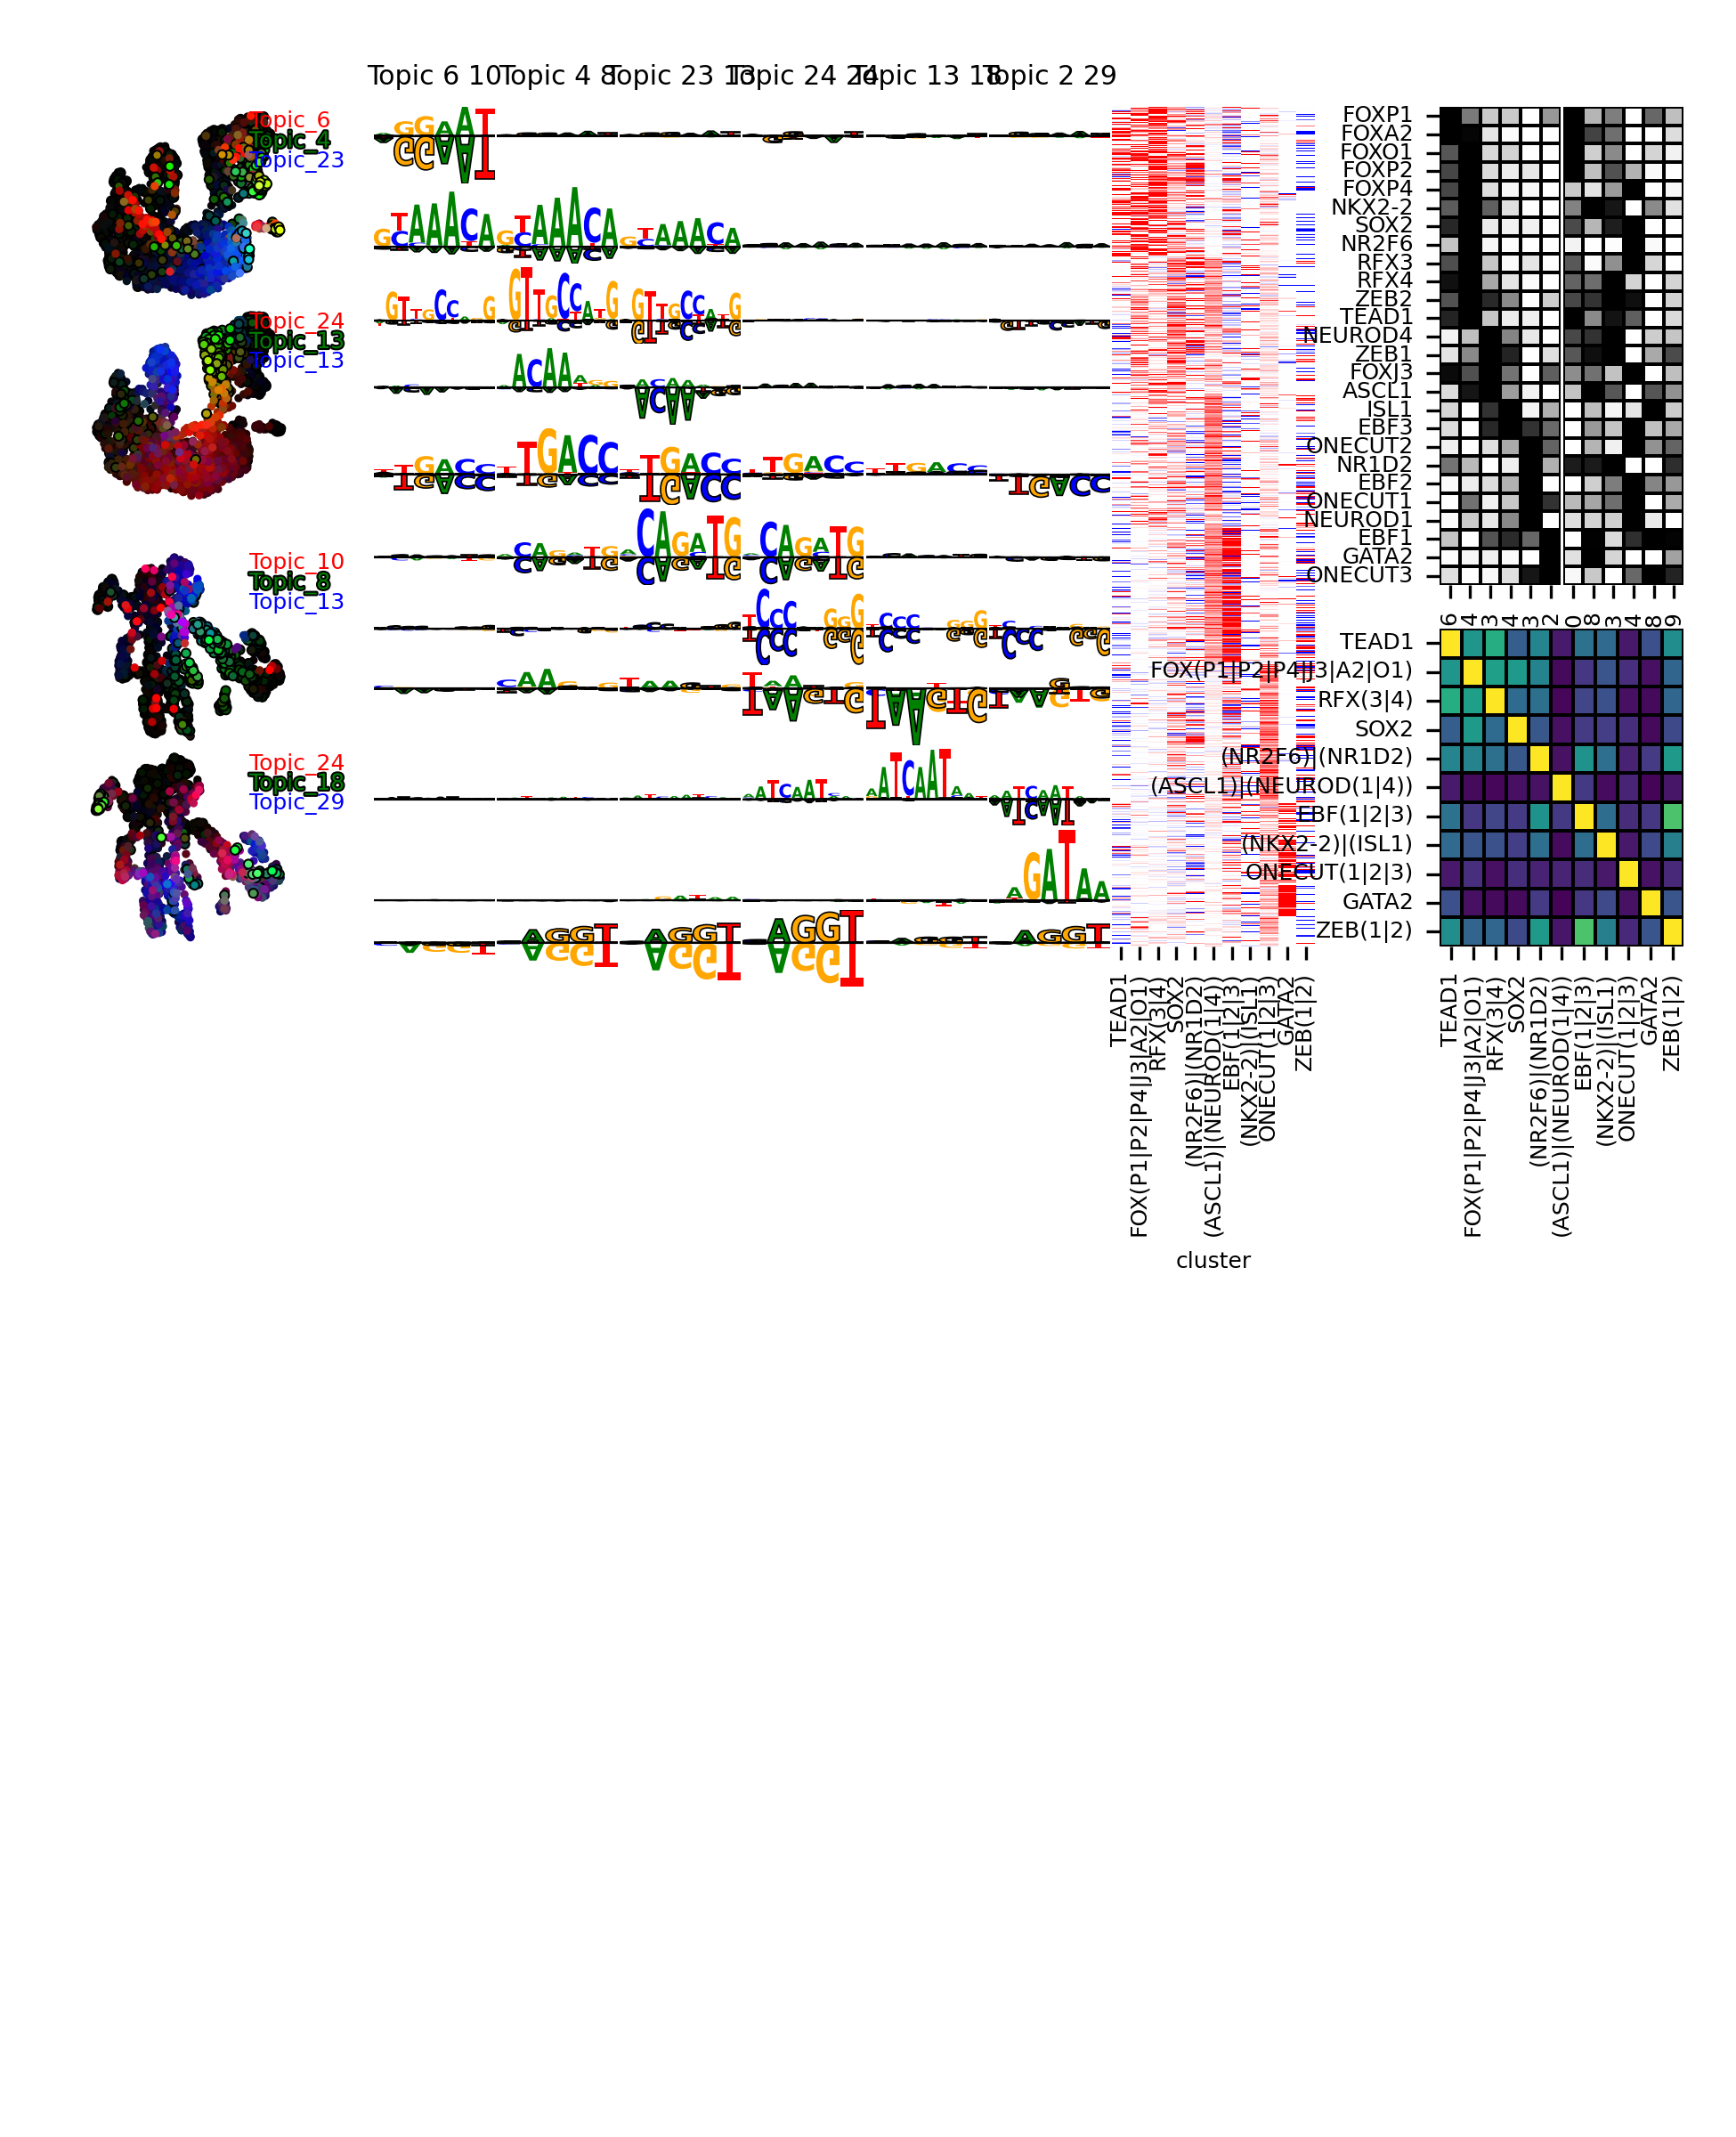 Topic 6 10
Topic 4 8
Topic 23 13
Topic 24 24
Topic 13 18
Topic 2 29
Topic_6
Topic_4
Topic_23
Topic_24
Topic_13
Topic_13
Topic_10
Topic_8
Topic_13
Topic_24
Topic_18
Topic_29
FOXP1
FOXA2
FOXO1
FOXP2
FOXP4
NKX2-2
SOX2
NR2F6
RFX3
RFX4
ZEB2
TEAD1
NEUROD4
ZEB1
FOXJ3
ASCL1
ISL1
EBF3
ONECUT2
NR1D2
EBF2
ONECUT1
NEUROD1
EBF1
GATA2
ONECUT3
6 4 3 4 3 2 0 8 3 4 8 9
TEAD1
FOX(P1|P2|P4|J3|A2|O1)
RFX(3|4)
SOX2
(NR2F6)|(NR1D2)
(ASCL1)|(NEUROD(1|4))
EBF(1|2|3)
(NKX2-2)|(ISL1)
ONECUT(1|2|3)
GATA2
ZEB(1|2)
TEAD1
FOX(P1|P2|P4|J3|A2|O1)
RFX(3|4)
SOX2
(NR2F6)|(NR1D2)
(ASCL1)|(NEUROD(1|4))
EBF(1|2|3)
(NKX2-2)|(ISL1)
ONECUT(1|2|3)
GATA2
ZEB(1|2)
cluster
TEAD1
FOX(P1|P2|P4|J3|A2|O1)
RFX(3|4)
SOX2
(NR2F6)|(NR1D2)
(ASCL1)|(NEUROD(1|4))
EBF(1|2|3)
(NKX2-2)|(ISL1)
ONECUT(1|2|3)
GATA2
ZEB(1|2)